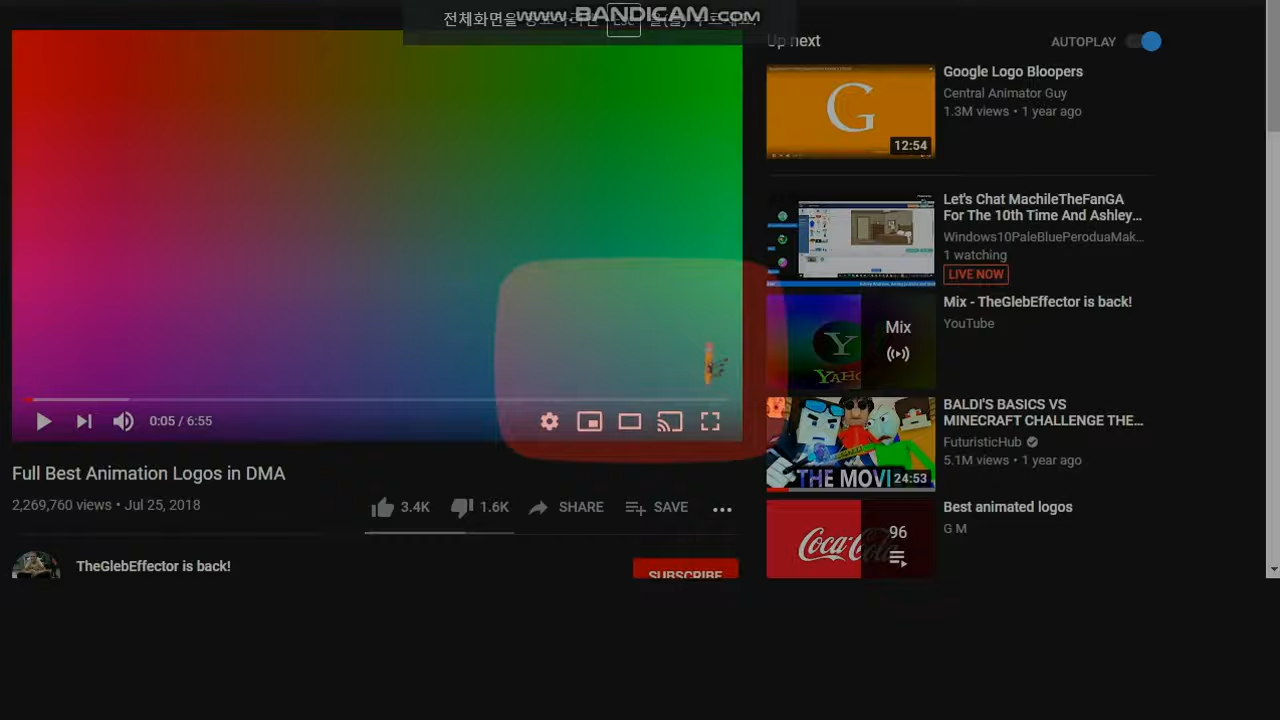 www.BANDICAM.com
전체화면을
Up next
AUTOPLAY
G
12:54
Google Logo Bloopers
Central Animator Guy
1.3M views • 1 year ago
Let's Chat MachileTheFanGA
For The 10th Time And Ashley...
Windows10PaleBluePeroduaMak...
1 watching
LIVE NOW
Y
YAHO
Mix
Mix - TheGlebEffector is back!
YouTube
0:05 / 6:55
THE MOVI
24:53
BALDI'S BASICS VS
MINECRAFT CHALLENGE THE...
FuturisticHub
5.1M views • 1 year ago
Full Best Animation Logos in DMA
2,269,760 views • Jul 25, 2018
3.4K
1.6K
SHARE
SAVE
Coca-Cola
96
Best animated logos
G M
TheGlebEffector is back!
SUBSCRIBE